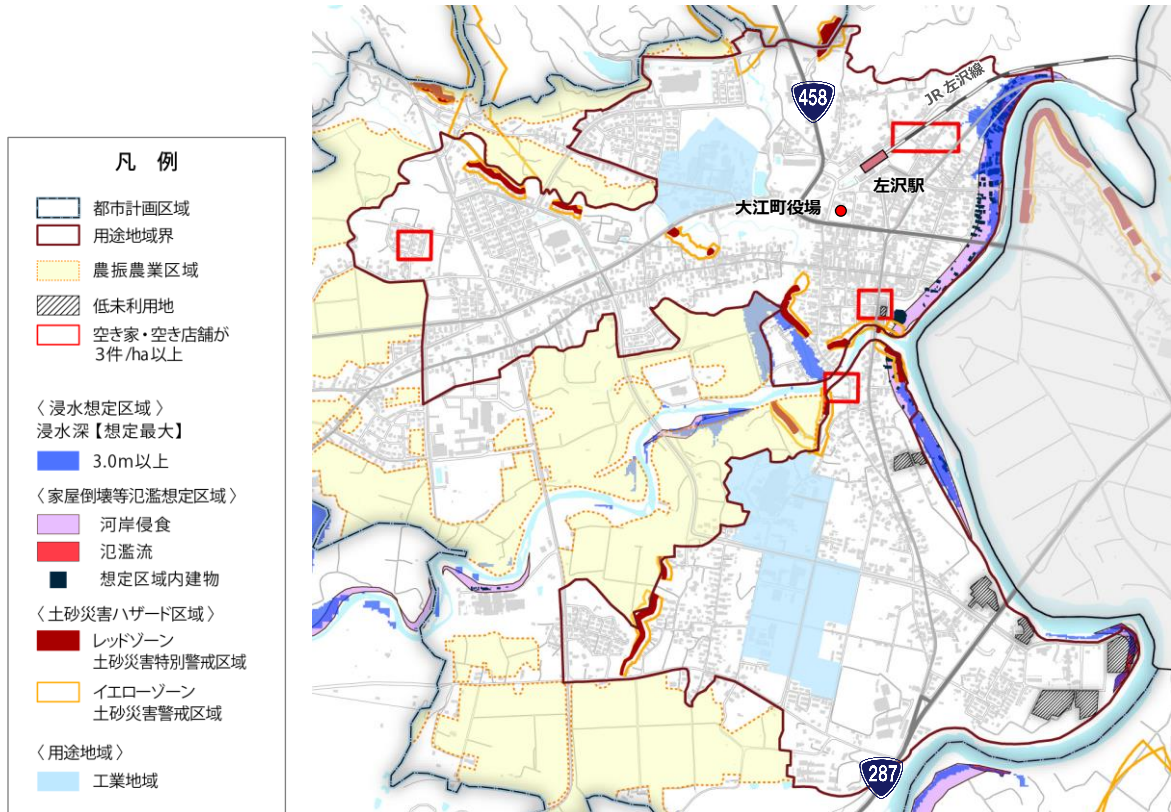 凡 例
都市計画区域
用途地域界
農振農業区域
低未利用地
空き家・空き店舗が
3件/ha以上
〈 浸水想定区域 〉
浸水深【想定最大】
3.0m以上
〈 家屋倒壊等氾濫想定区域 〉
河岸侵食
氾濫流
想定区域内建物
〈 土砂災害ハザード区域 〉
レッドゾーン
土砂災害特別警戒区域
イエローゾーン
土砂災害警戒区域
〈 用途地域 〉
工業地域
458
JR 左沢線
左沢駅
大江町役場
287